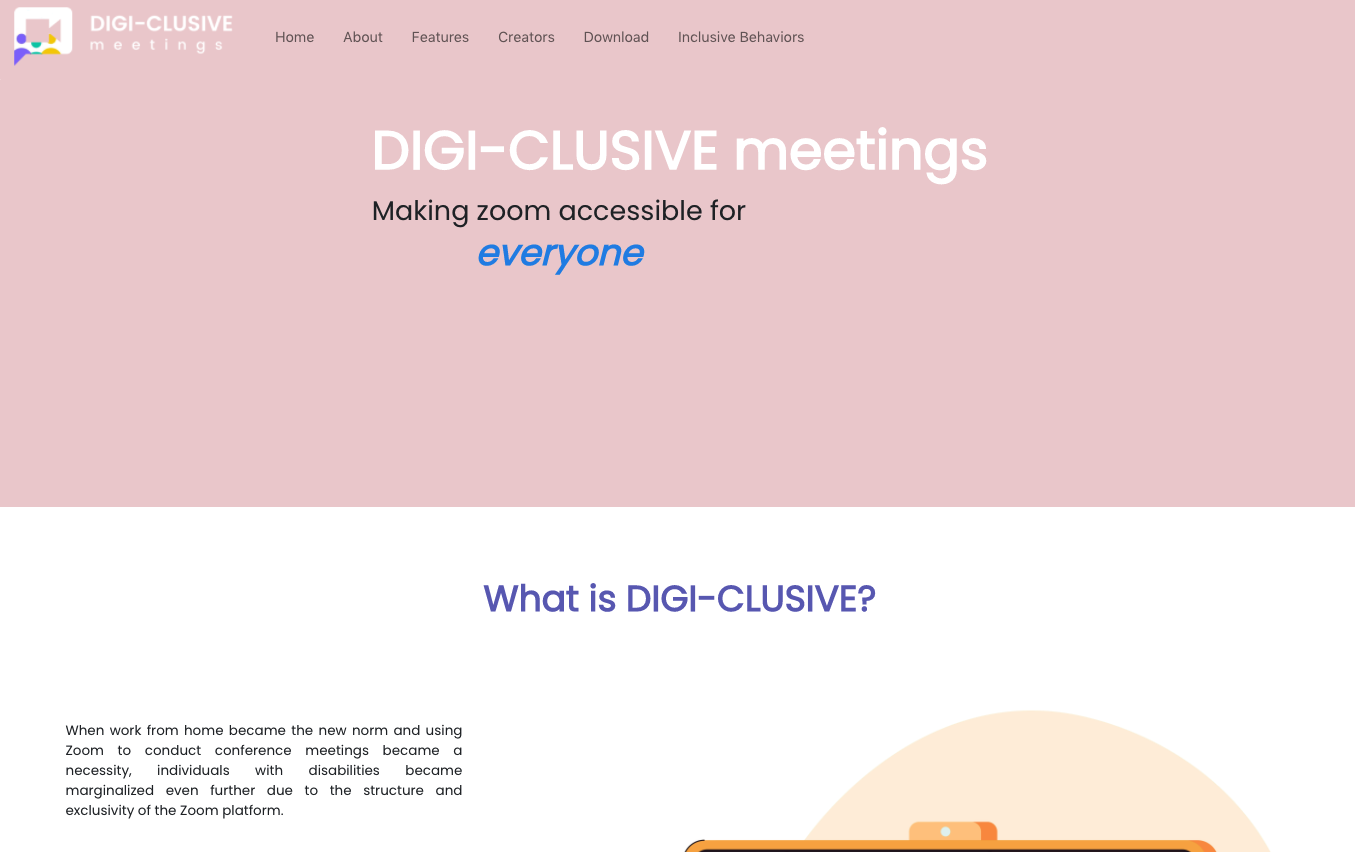 DIGI-CLUSIVE
meetings
Home About Features Creators Download Inclusive Behaviors
DIGI-CLUSIVE meetings
Making zoom accessible for
everyone
What is DIGI-CLUSIVE?
When work from home became the new norm and using
Zoom to conduct conference meetings became a
necessity, individuals with disabilities became
marginalized even further due to the structure and
exclusivity of the Zoom platform.